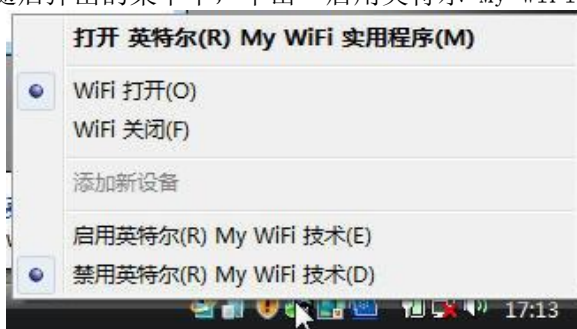 打开 英特尔(R) My WiFi 实用程序(M)
WiFi 打开(O)
WiFi 关闭(F)
添加新设备
启用英特尔(R) My WiFi 技术(E)
禁用英特尔(R) My WiFi 技术(D)
17:13